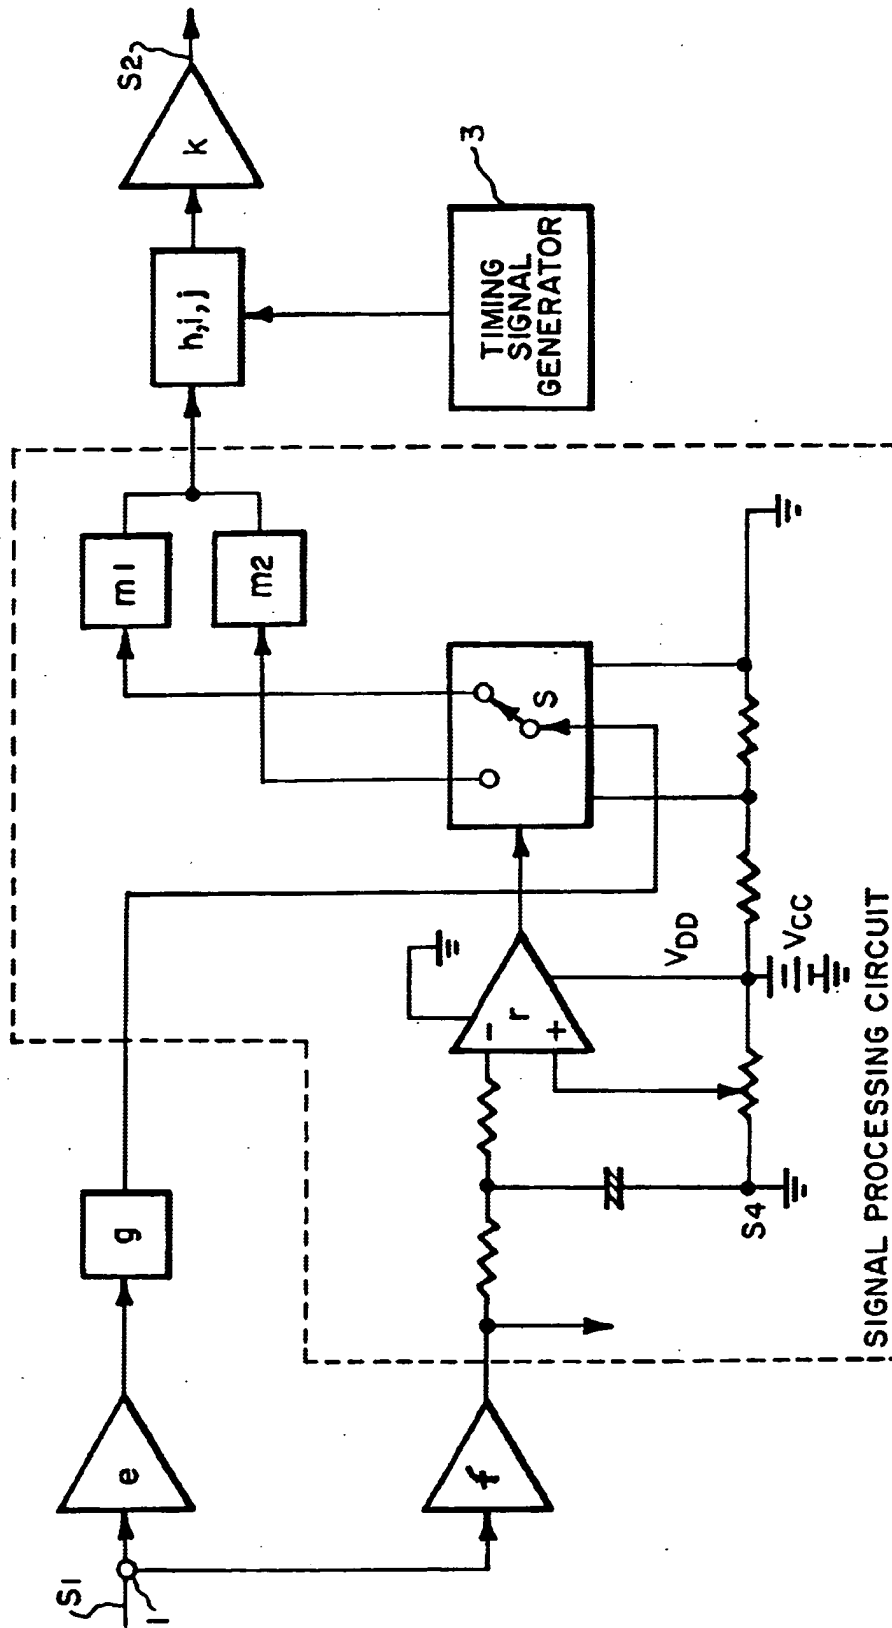 S1
1
e
g
f
S4
-
+
r
VDD
VCC
S
m1
m2
h,i,j
k
S2
TIMING
SIGNAL
GENERATOR
3
SIGNAL PROCESSING CIRCUIT